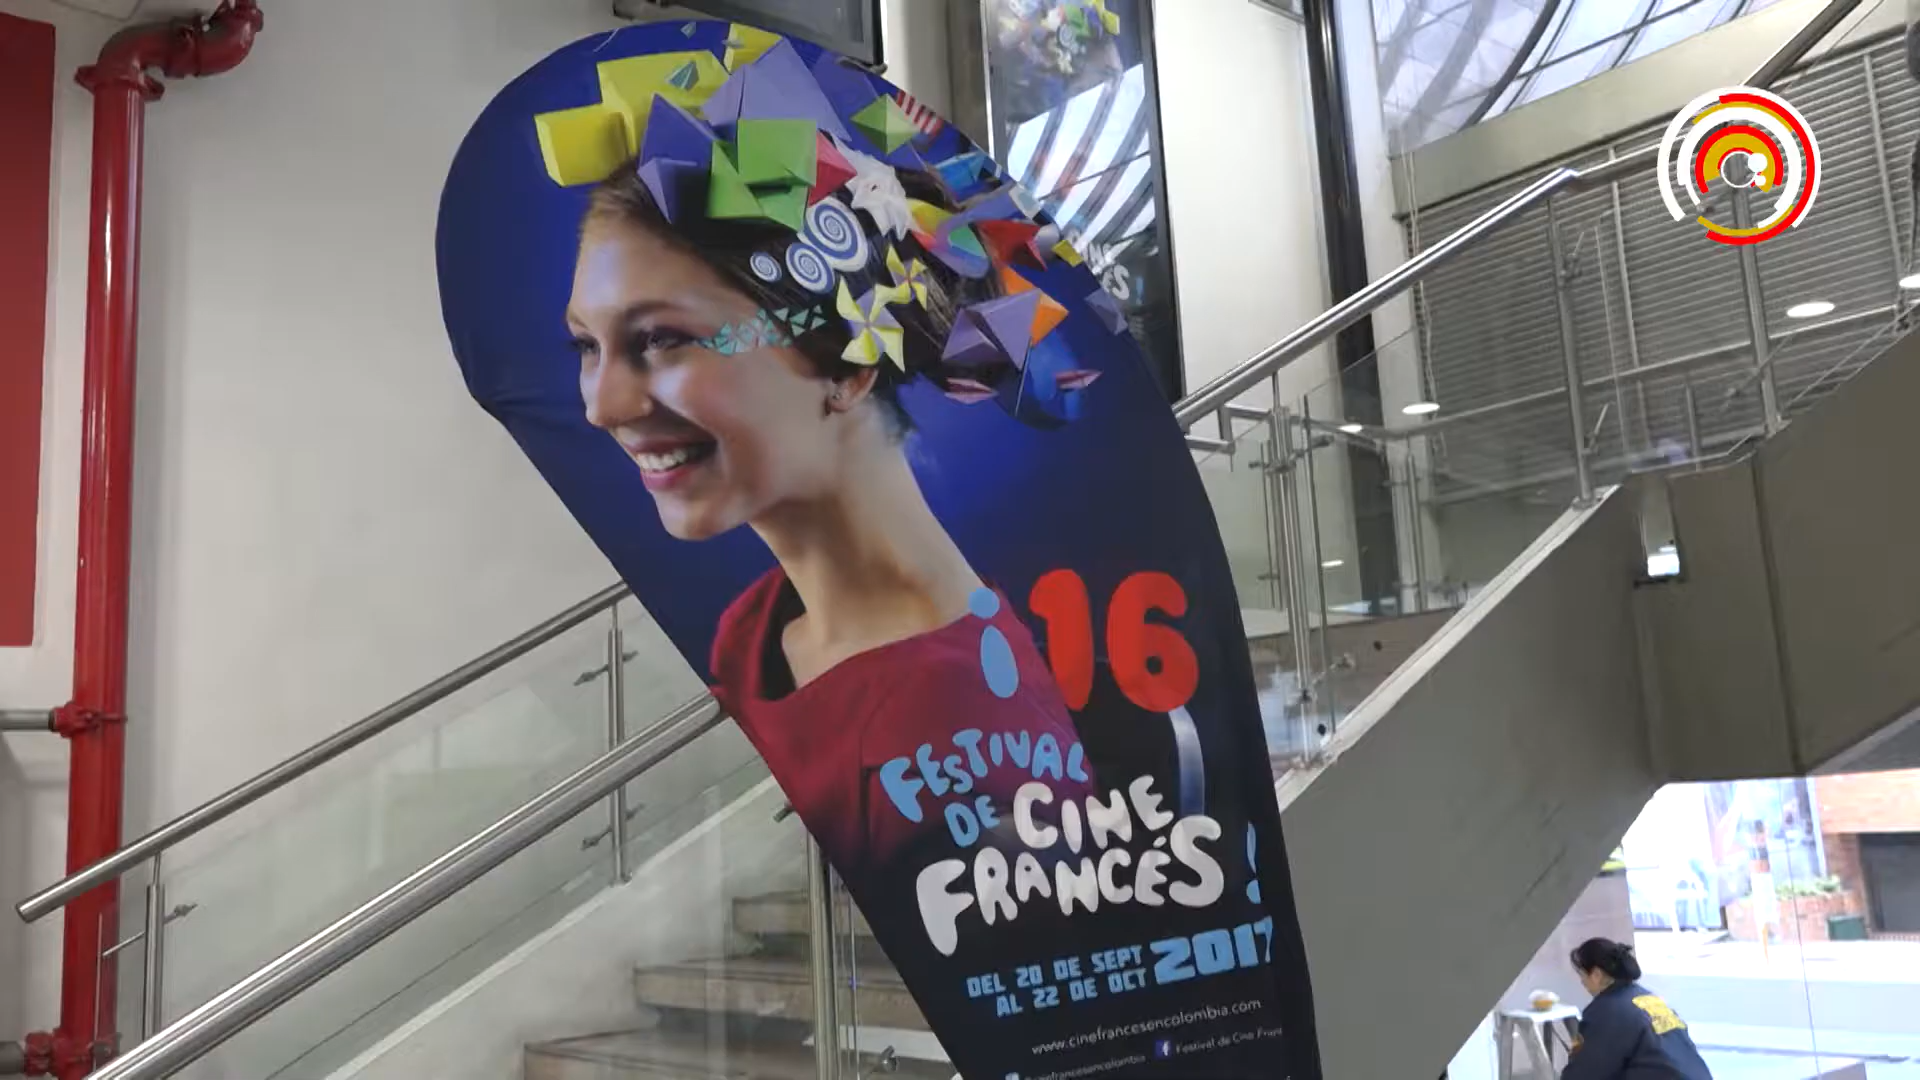 ¡16
FESTIVAL
DE CINE
FRANCÉS!
DEL 20 DE SEPT
AL 22 DE OCT 2017
www.cinefrancesencolombia.com
Festival de Cine Fran
cinefrancesencolombia